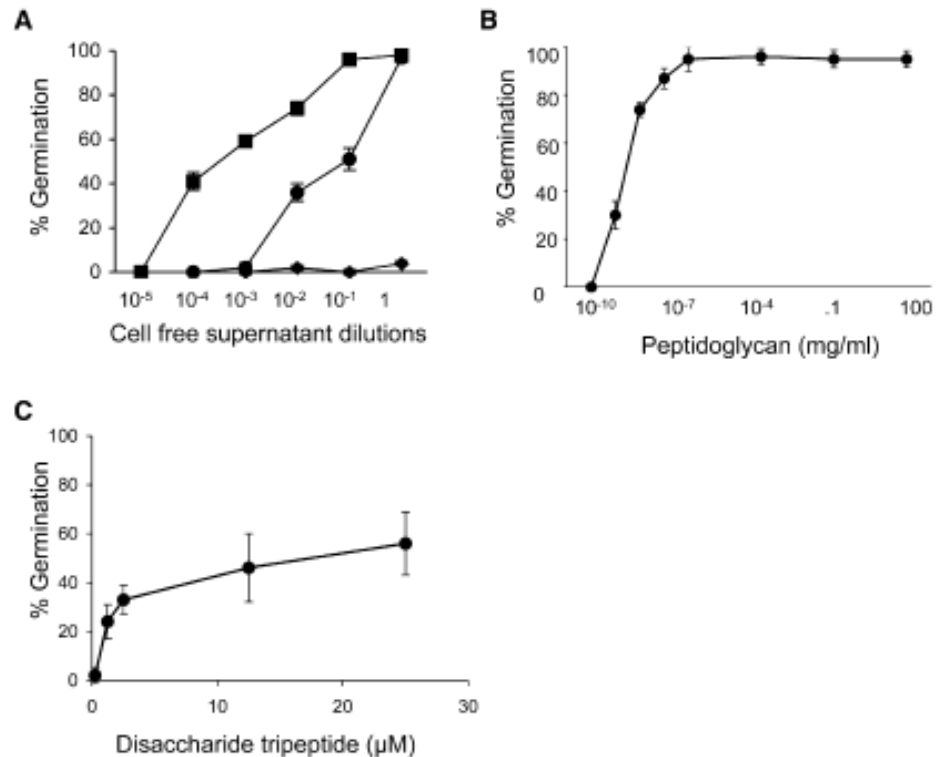 A
% Germination
100
80
60
40
20
0
10⁻⁵ 10⁻⁴ 10⁻³ 10⁻² 10⁻¹ 1
Cell free supernatant dilutions
B
% Germination
100
80
60
40
20
0
10⁻¹⁰ 10⁻⁷ 10⁻⁴ .1 100
Peptidoglycan (mg/ml)
C
% Germination
100
80
60
40
20
0
0 10 20 30
Disaccharide tripeptide (µM)